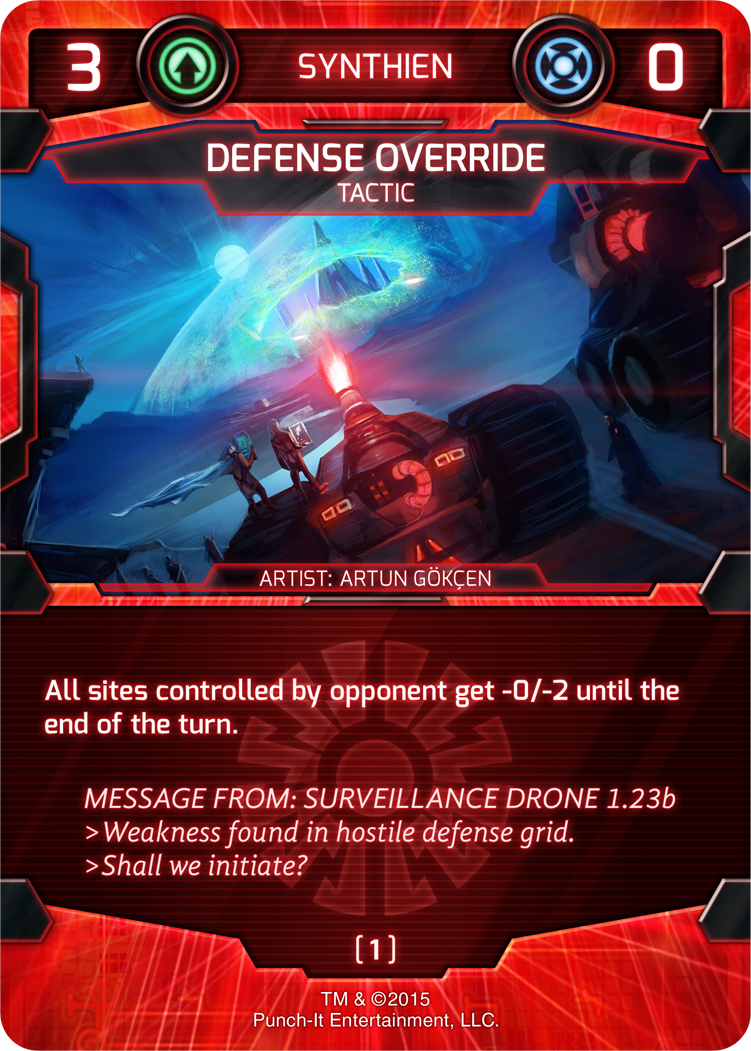 3 SYNTHIEN 0
DEFENSE OVERRIDE
TACTIC
ARTIST: ARTUN GÖKÇEN
All sites controlled by opponent get -0/-2 until the
end of the turn.
MESSAGE FROM: SURVEILLANCE DRONE 1.23b
>Weakness found in hostile defense grid.
>Shall we initiate?
[1]
TM & ©2015
Punch-It Entertainment, LLC.